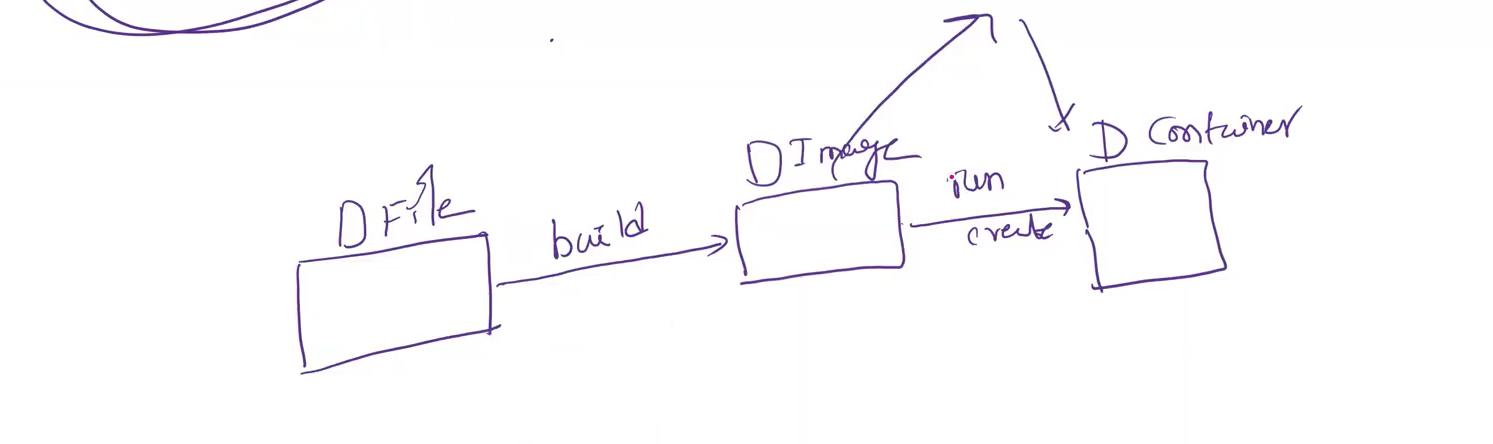 D File
build
D Image
run
create
D Container